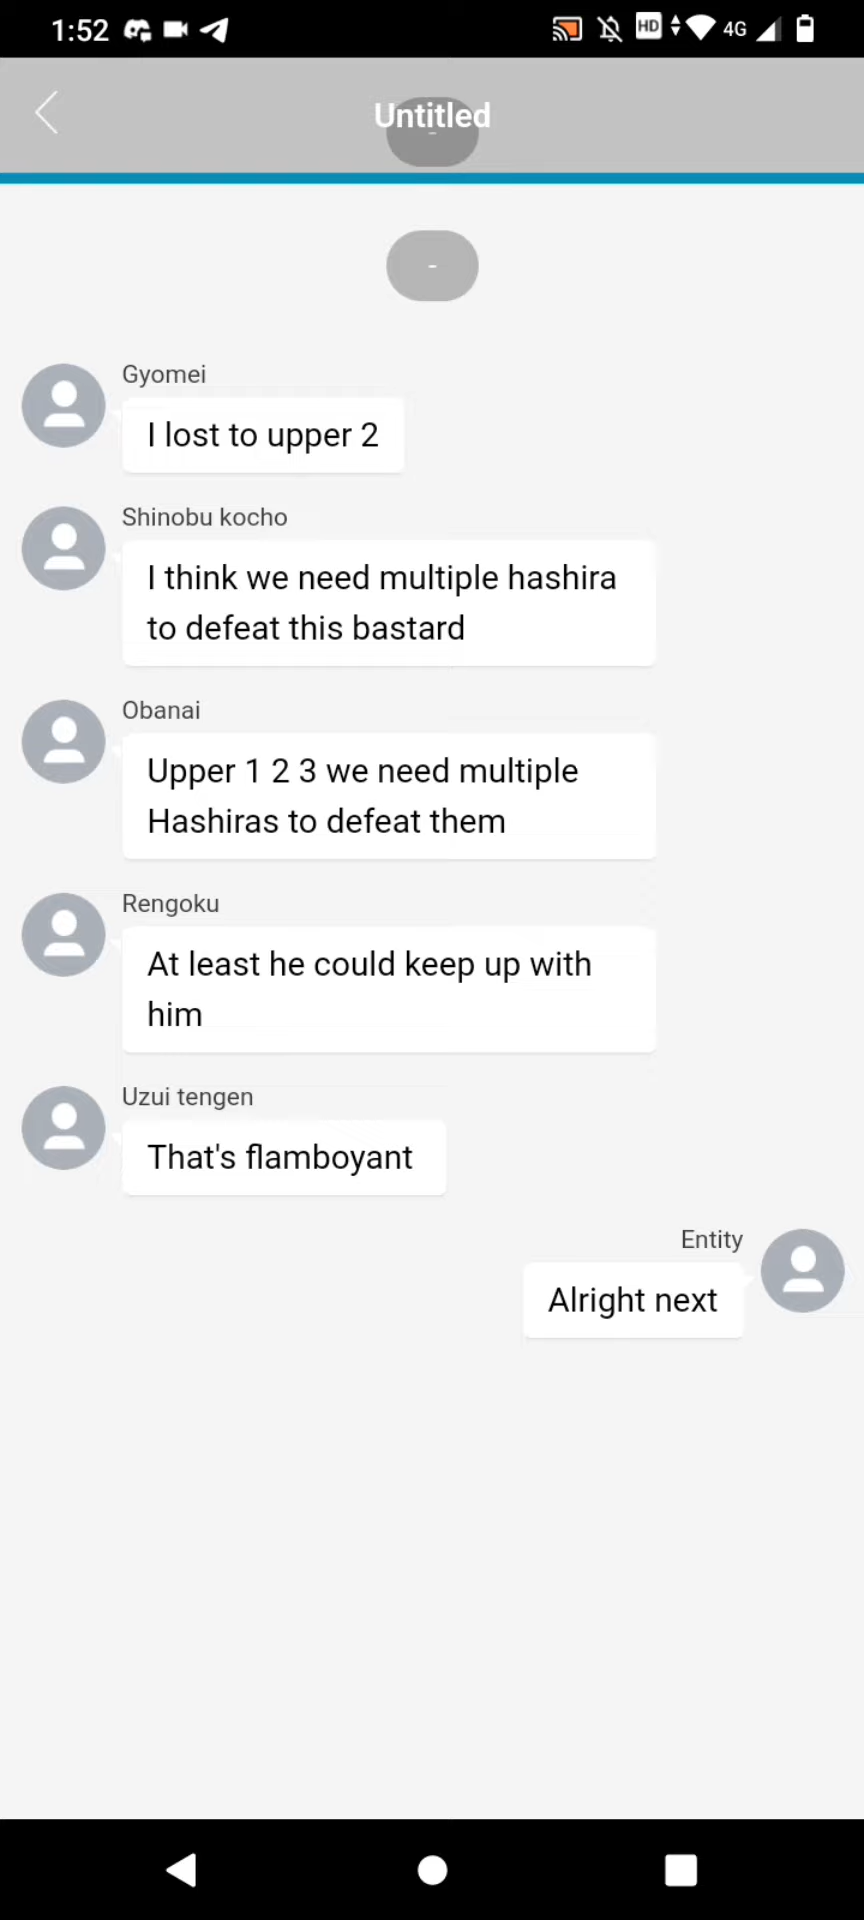 1:52
HD
4G
Untitled
-
-
Gyomei
I lost to upper 2
Shinobu kocho
I think we need multiple hashira
to defeat this bastard
Obanai
Upper 1 2 3 we need multiple
Hashiras to defeat them
Rengoku
At least he could keep up with
him
Uzui tengen
That's flamboyant
Entity
Alright next